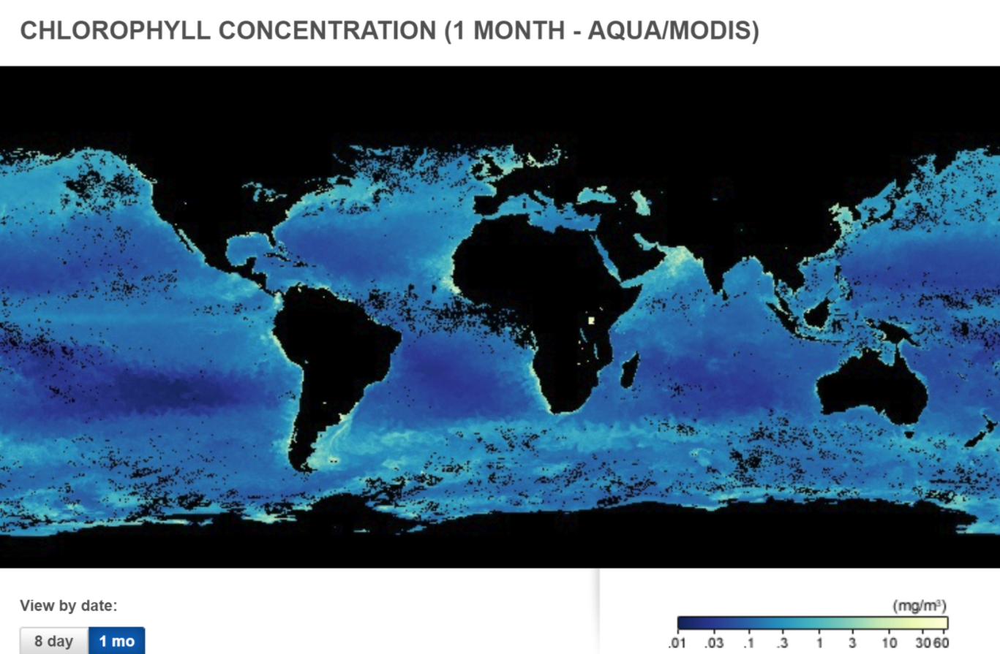 CHLOROPHYLL CONCENTRATION (1 MONTH - AQUA/MODIS)
View by date:
8 day 1 mo
(mg/m³)
.01 .03 .1 .3 1 3 10 30 60